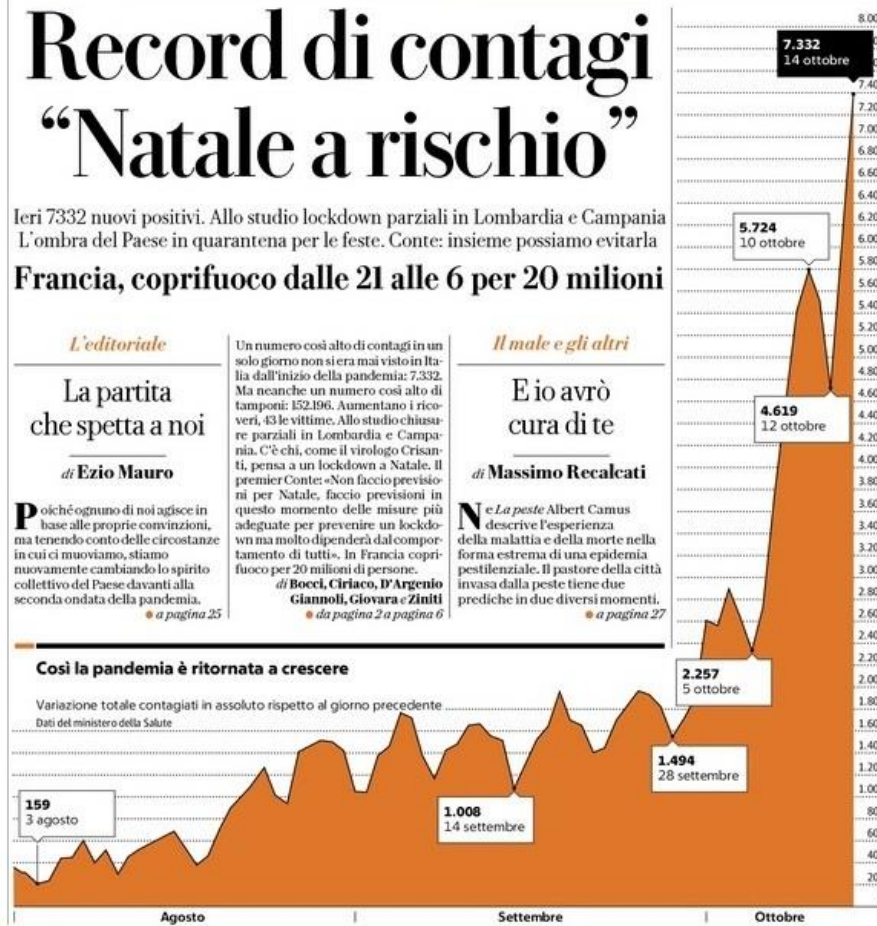 Record di contagi
“Natale a rischio”
Ieri 7332 nuovi positivi. Allo studio lockdown parziali in Lombardia e Campania
L'ombra del Paese in quarantena per le feste. Conte: insieme possiamo evitarla
Francia, coprifuoco dalle 21 alle 6 per 20 milioni
L'editoriale
La partita
che spetta a noi
di Ezio Mauro
Poiché ognuno di noi agisce in
base alle proprie convinzioni,
ma tenendo conto delle circostanze
in cui ci muoviamo, stiamo
nuovamente cambiando lo spirito
collettivo del Paese davanti alla
seconda ondata della pandemia.
● a pagina 25
Un numero così alto di contagi in un
solo giorno non si era mai visto in Ita-
lia dall'inizio della pandemia: 7.332.
Ma neanche un numero così alto di
tamponi: 152.196. Aumentano i rico-
veri, 43 le vittime. Allo studio chiusu-
re parziali in Lombardia e Campa-
nia. C'è chi, come il virologo Crisan-
ti, pensa a un lockdown a Natale. Il
premier Conte: «Non faccio previsio-
ni per Natale, faccio previsioni in
questo momento delle misure più
adeguate per prevenire un lockdo-
wn ma molto dipenderà dal compor-
tamento di tutti». In Francia copri-
fuoco per 20 milioni di persone.
di Bocci, Ciriaco, D'Argenio
Giannoli, Giovara e Ziniti
● da pagina 2 a pagina 6
Il male e gli altri
E io avrò
cura di te
di Massimo Recalcati
Ne La peste Albert Camus
descrive l'esperienza
della malattia e della morte nella
forma estrema di una epidemia
pestilenziale. Il pastore della città
invasa dalla peste tiene due
prediche in due diversi momenti.
● a pagina 27
Così la pandemia è ritornata a crescere
Variazione totale contagiati in assoluto rispetto al giorno precedente
Dati del ministero della Salute
159
3 agosto
1.008
14 settembre
1.494
28 settembre
2.257
5 ottobre
5.724
10 ottobre
4.619
12 ottobre
7.332
14 ottobre
8.00
7.40
7.20
7.00
6.80
6.60
6.40
6.20
6.00
5.80
5.60
5.40
5.20
5.00
4.80
4.60
4.40
4.20
4.00
3.80
3.60
3.40
3.20
3.00
2.80
2.60
2.40
2.20
2.00
1.80
1.60
1.40
1.20
1.00
80
60
40
20
Agosto
Settembre
Ottobre